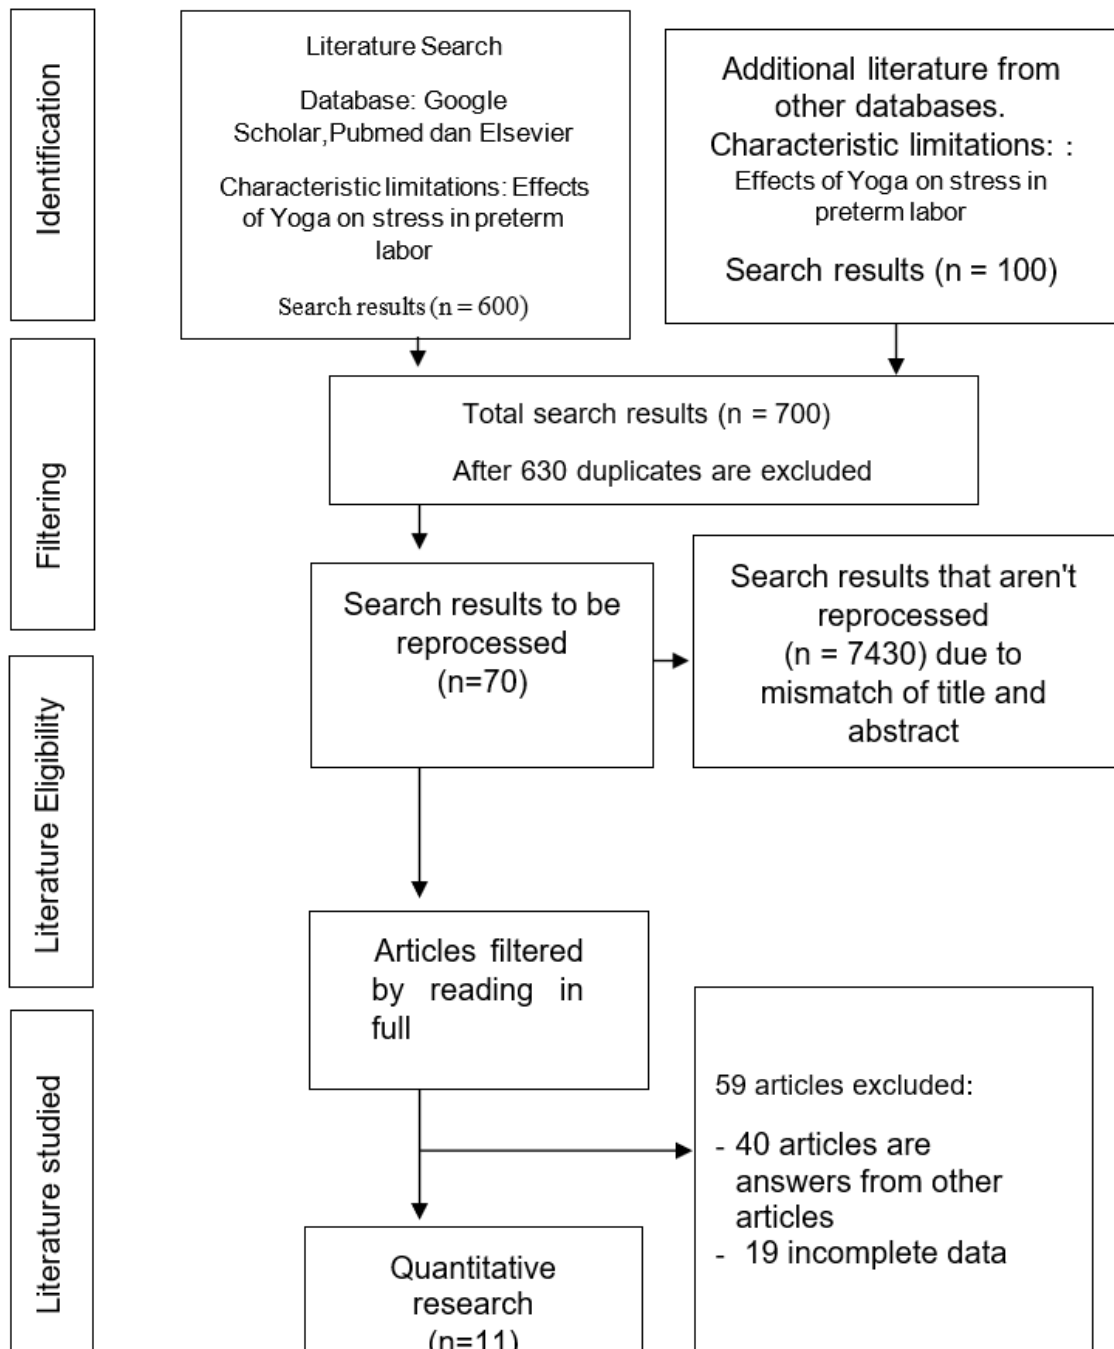 Identification
Literature Search
Database: Google
Scholar,Pubmed dan Elsevier
Characteristic limitations: Effects
of Yoga on stress in preterm
labor
Search results (n = 600)
Additional literature from
other databases.
Characteristic limitations: :
Effects of Yoga on stress in
preterm labor
Search results (n = 100)
Filtering
Total search results (n = 700)
After 630 duplicates are excluded
Search results to be
reprocessed
(n=70)
Search results that aren't
reprocessed
(n = 7430) due to
mismatch of title and
abstract
Literature Eligibility
Articles filtered
by reading in
full
Literature studied
59 articles excluded:
- 40 articles are
answers from other
articles
- 19 incomplete data
Quantitative
research
(n=11)